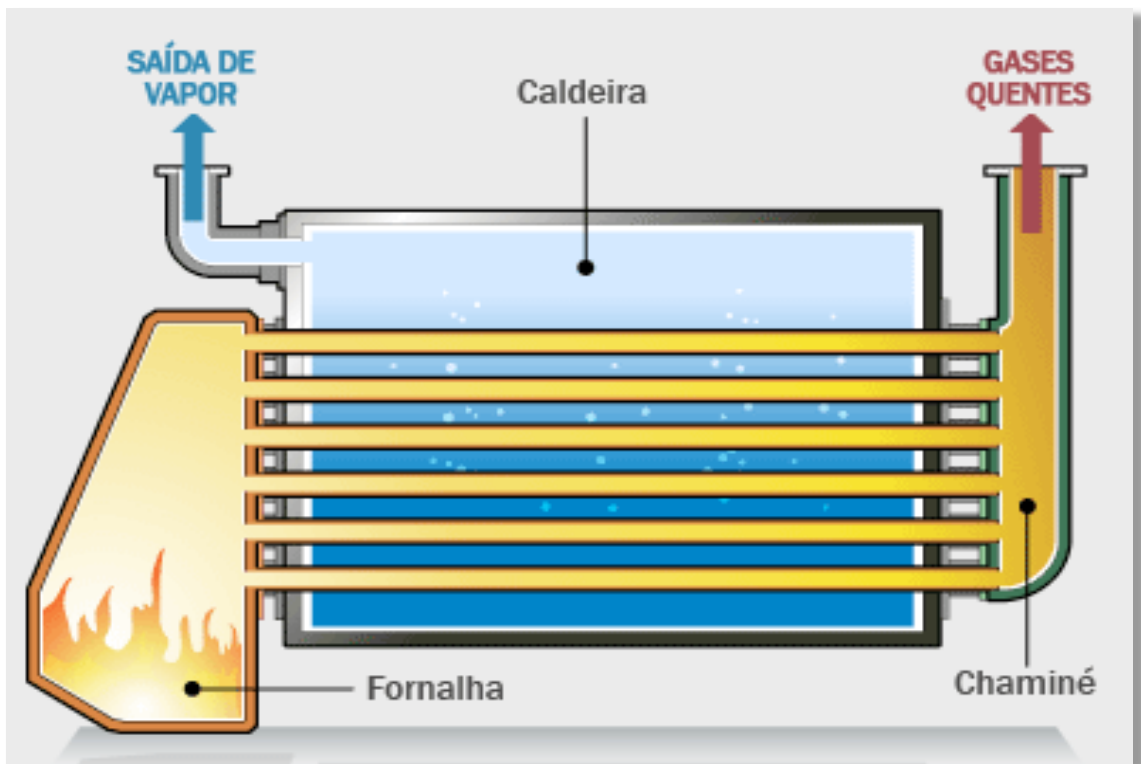 SAÍDA DE
VAPOR
Caldeira
GASES
QUENTES
Fornalha
Chaminé